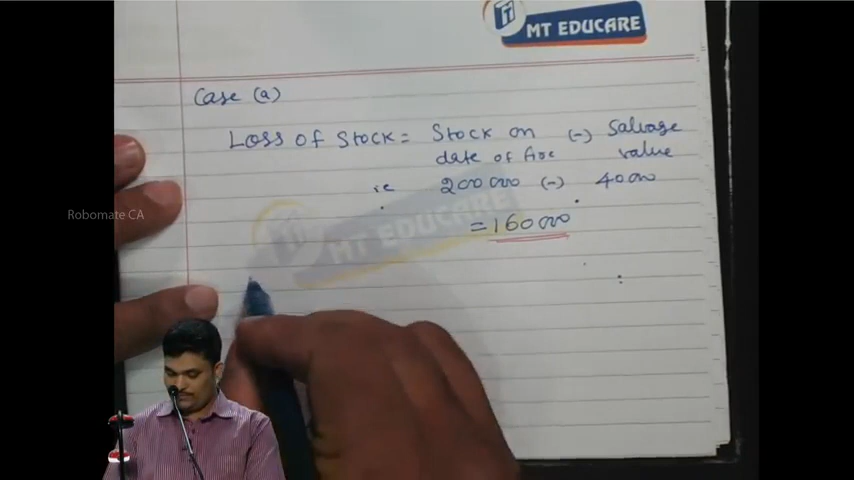 MT EDUCARE
Case (a)
Loss of Stock = Stock on (-) Salvage
date of fire value
ie 200000 (-) 40000
= 160000
MT EDUCARE
Robomate CA